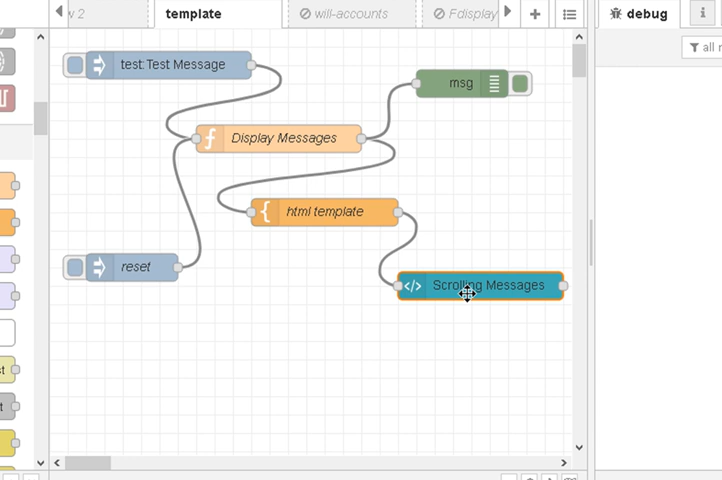 w 2
template
will-accounts
Fdisplay
debug
i
all
test: Test Message
msg
Display Messages
html template
reset
Scrolling Messages